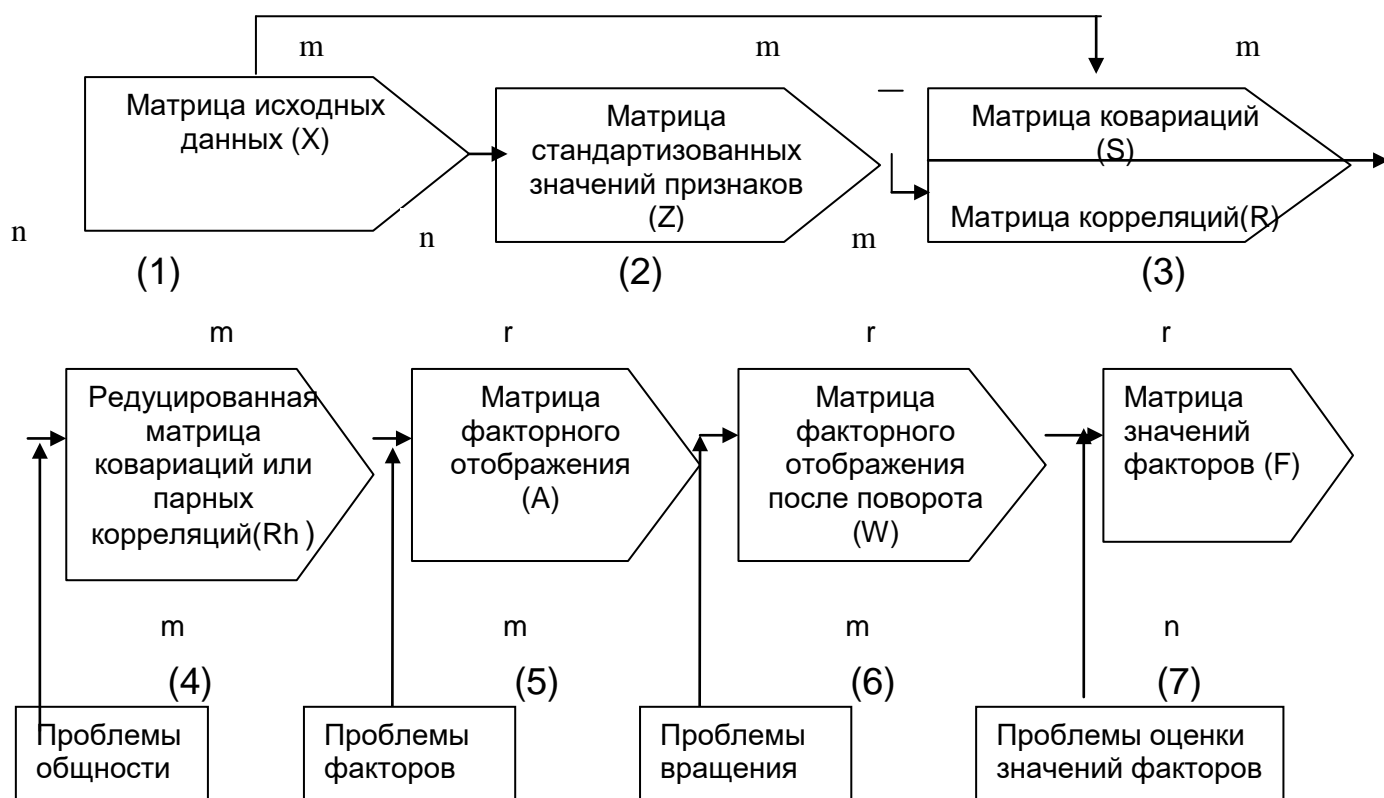 m
m
m
Матрица исходных
данных (X)
Матрица
стандартизованных
значений признаков
(Z)
Матрица ковариаций
(S)
Матрица корреляций(R)
n
n
m
(1)
(2)
(3)
m
r
r
r
Редуцированная
матрица
ковариаций или
парных
корреляций(Rh )
Матрица
факторного
отображения
(A)
Матрица
факторного
отображения
после поворота
(W)
Матрица
значений
факторов (F)
m
m
m
n
(4)
(5)
(6)
(7)
Проблемы
общности
Проблемы
факторов
Проблемы
вращения
Проблемы оценки
значений факторов